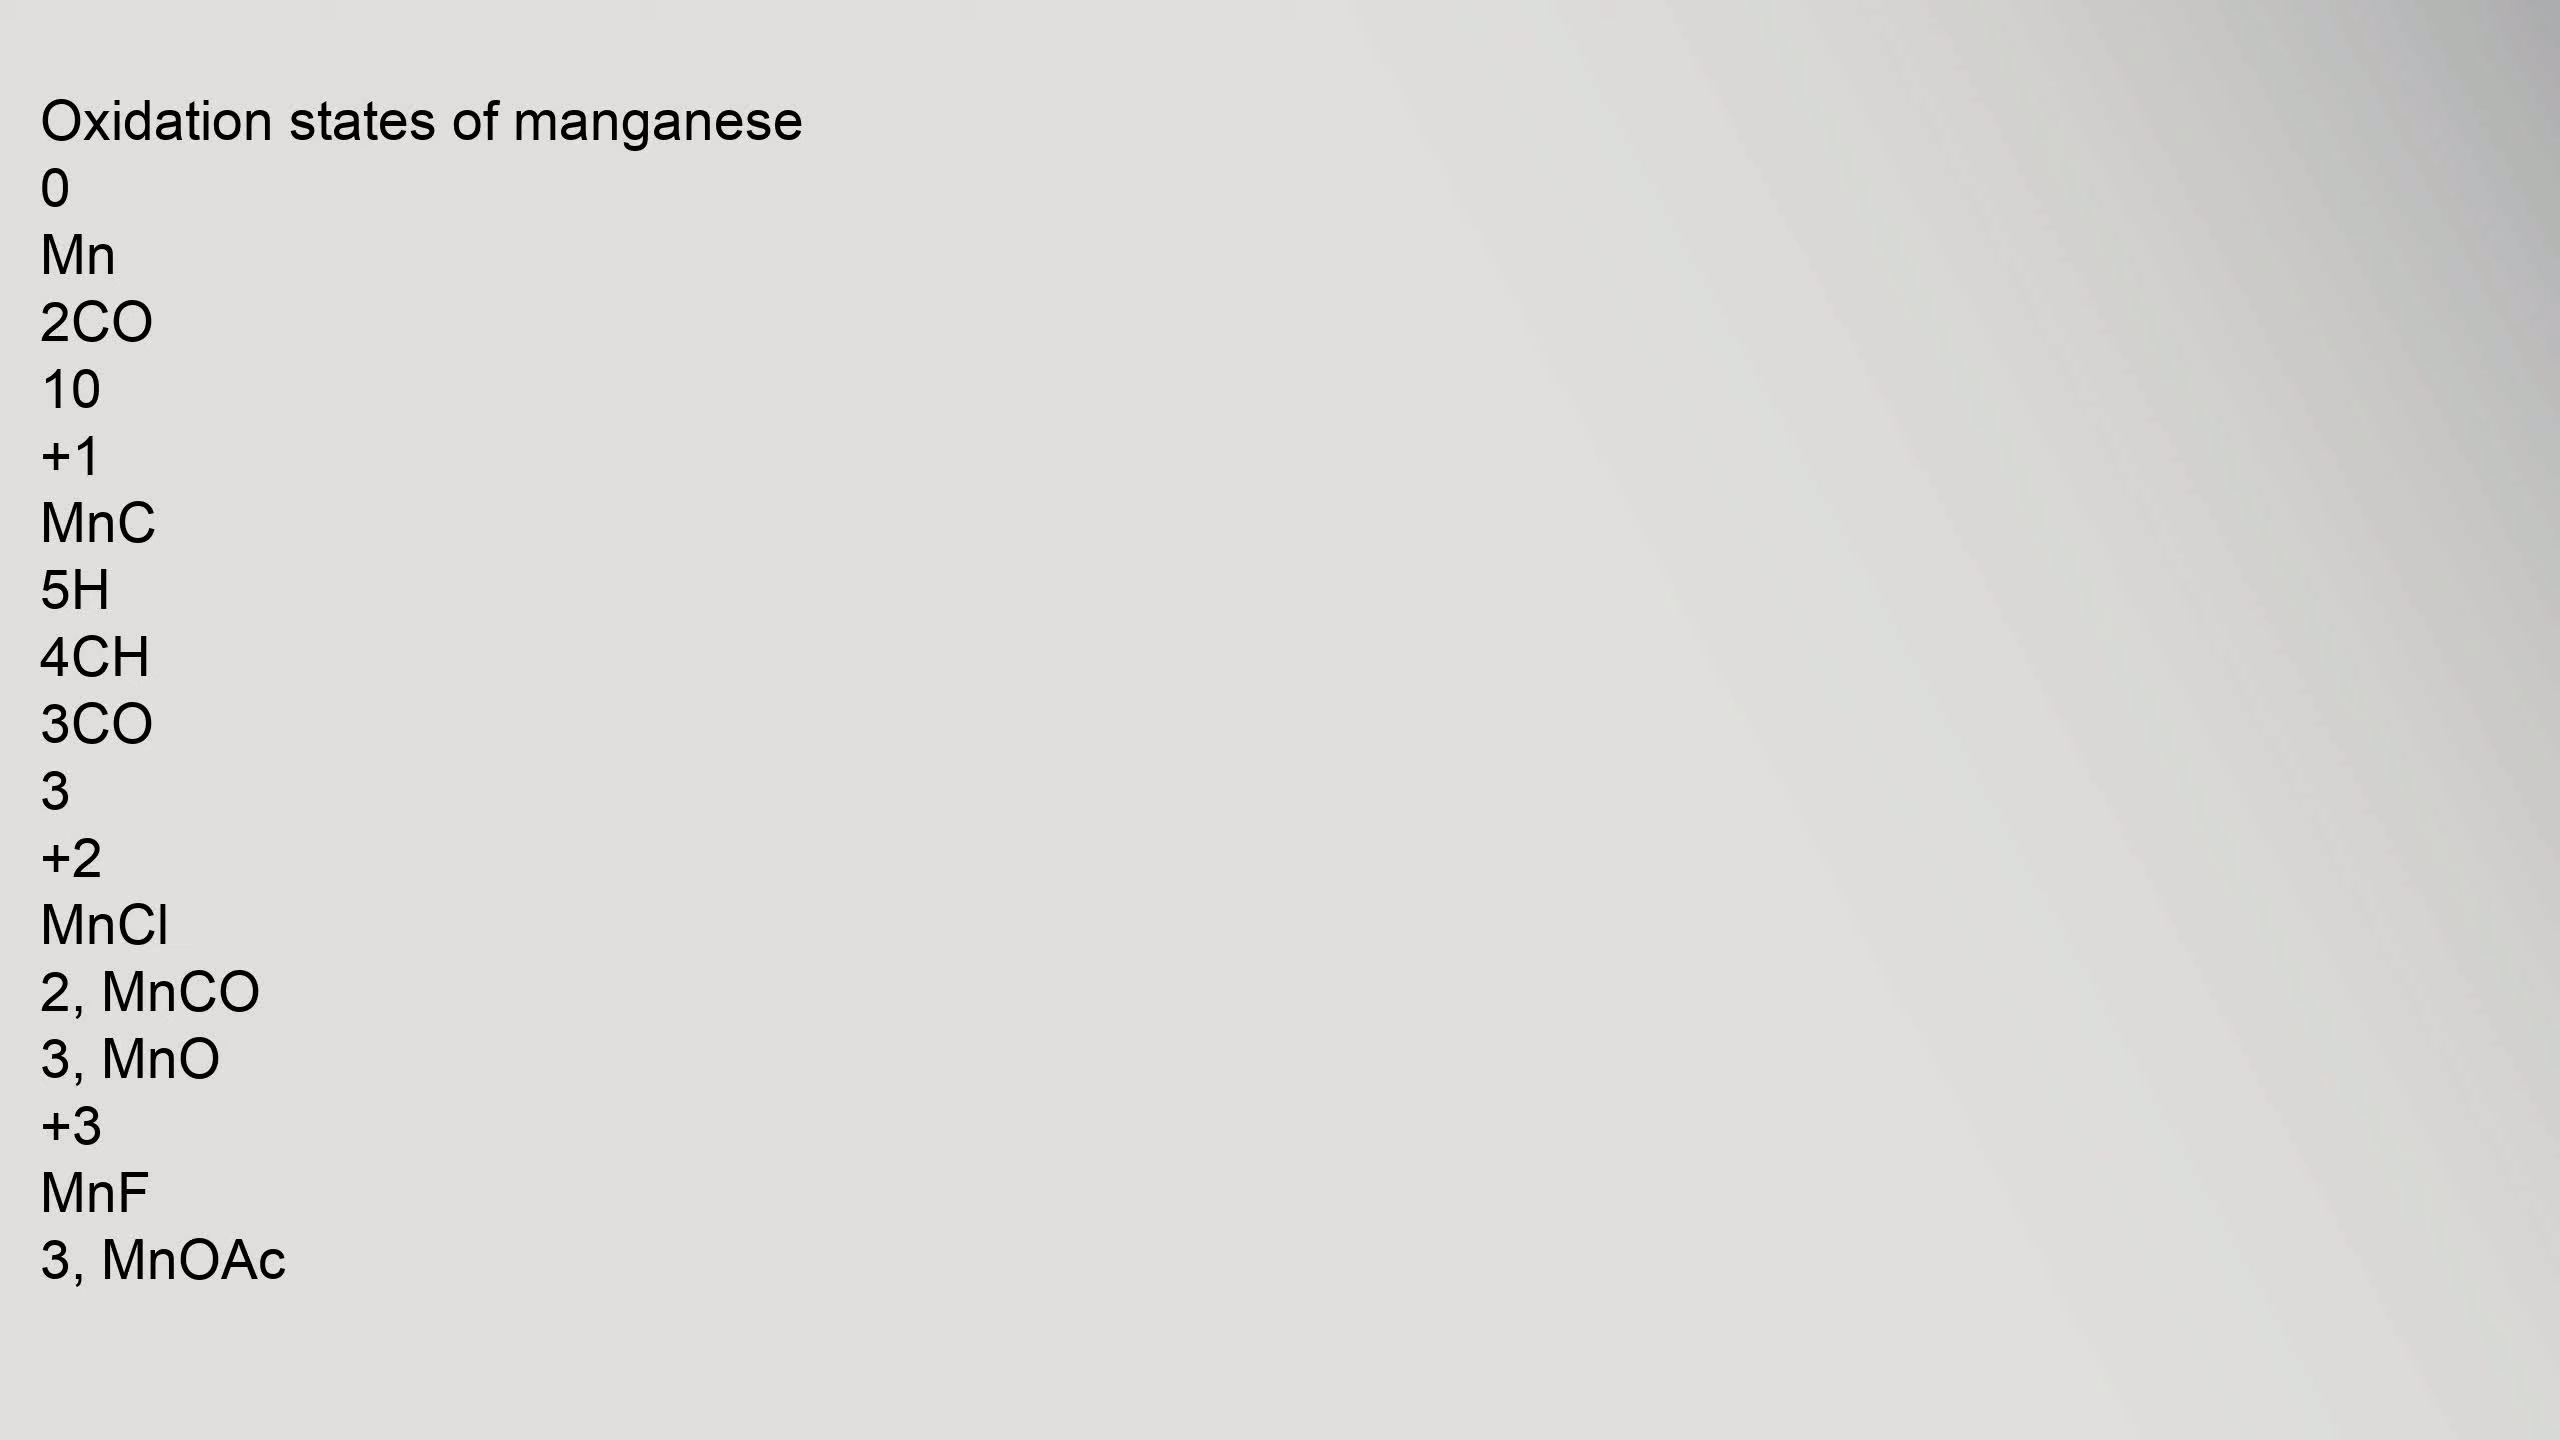 Oxidation states of manganese
0
Mn
2CO
10
+1
MnC
5H
4CH
3CO
3
+2
MnCl
2, MnCO
3, MnO
+3
MnF
3, MnOAc